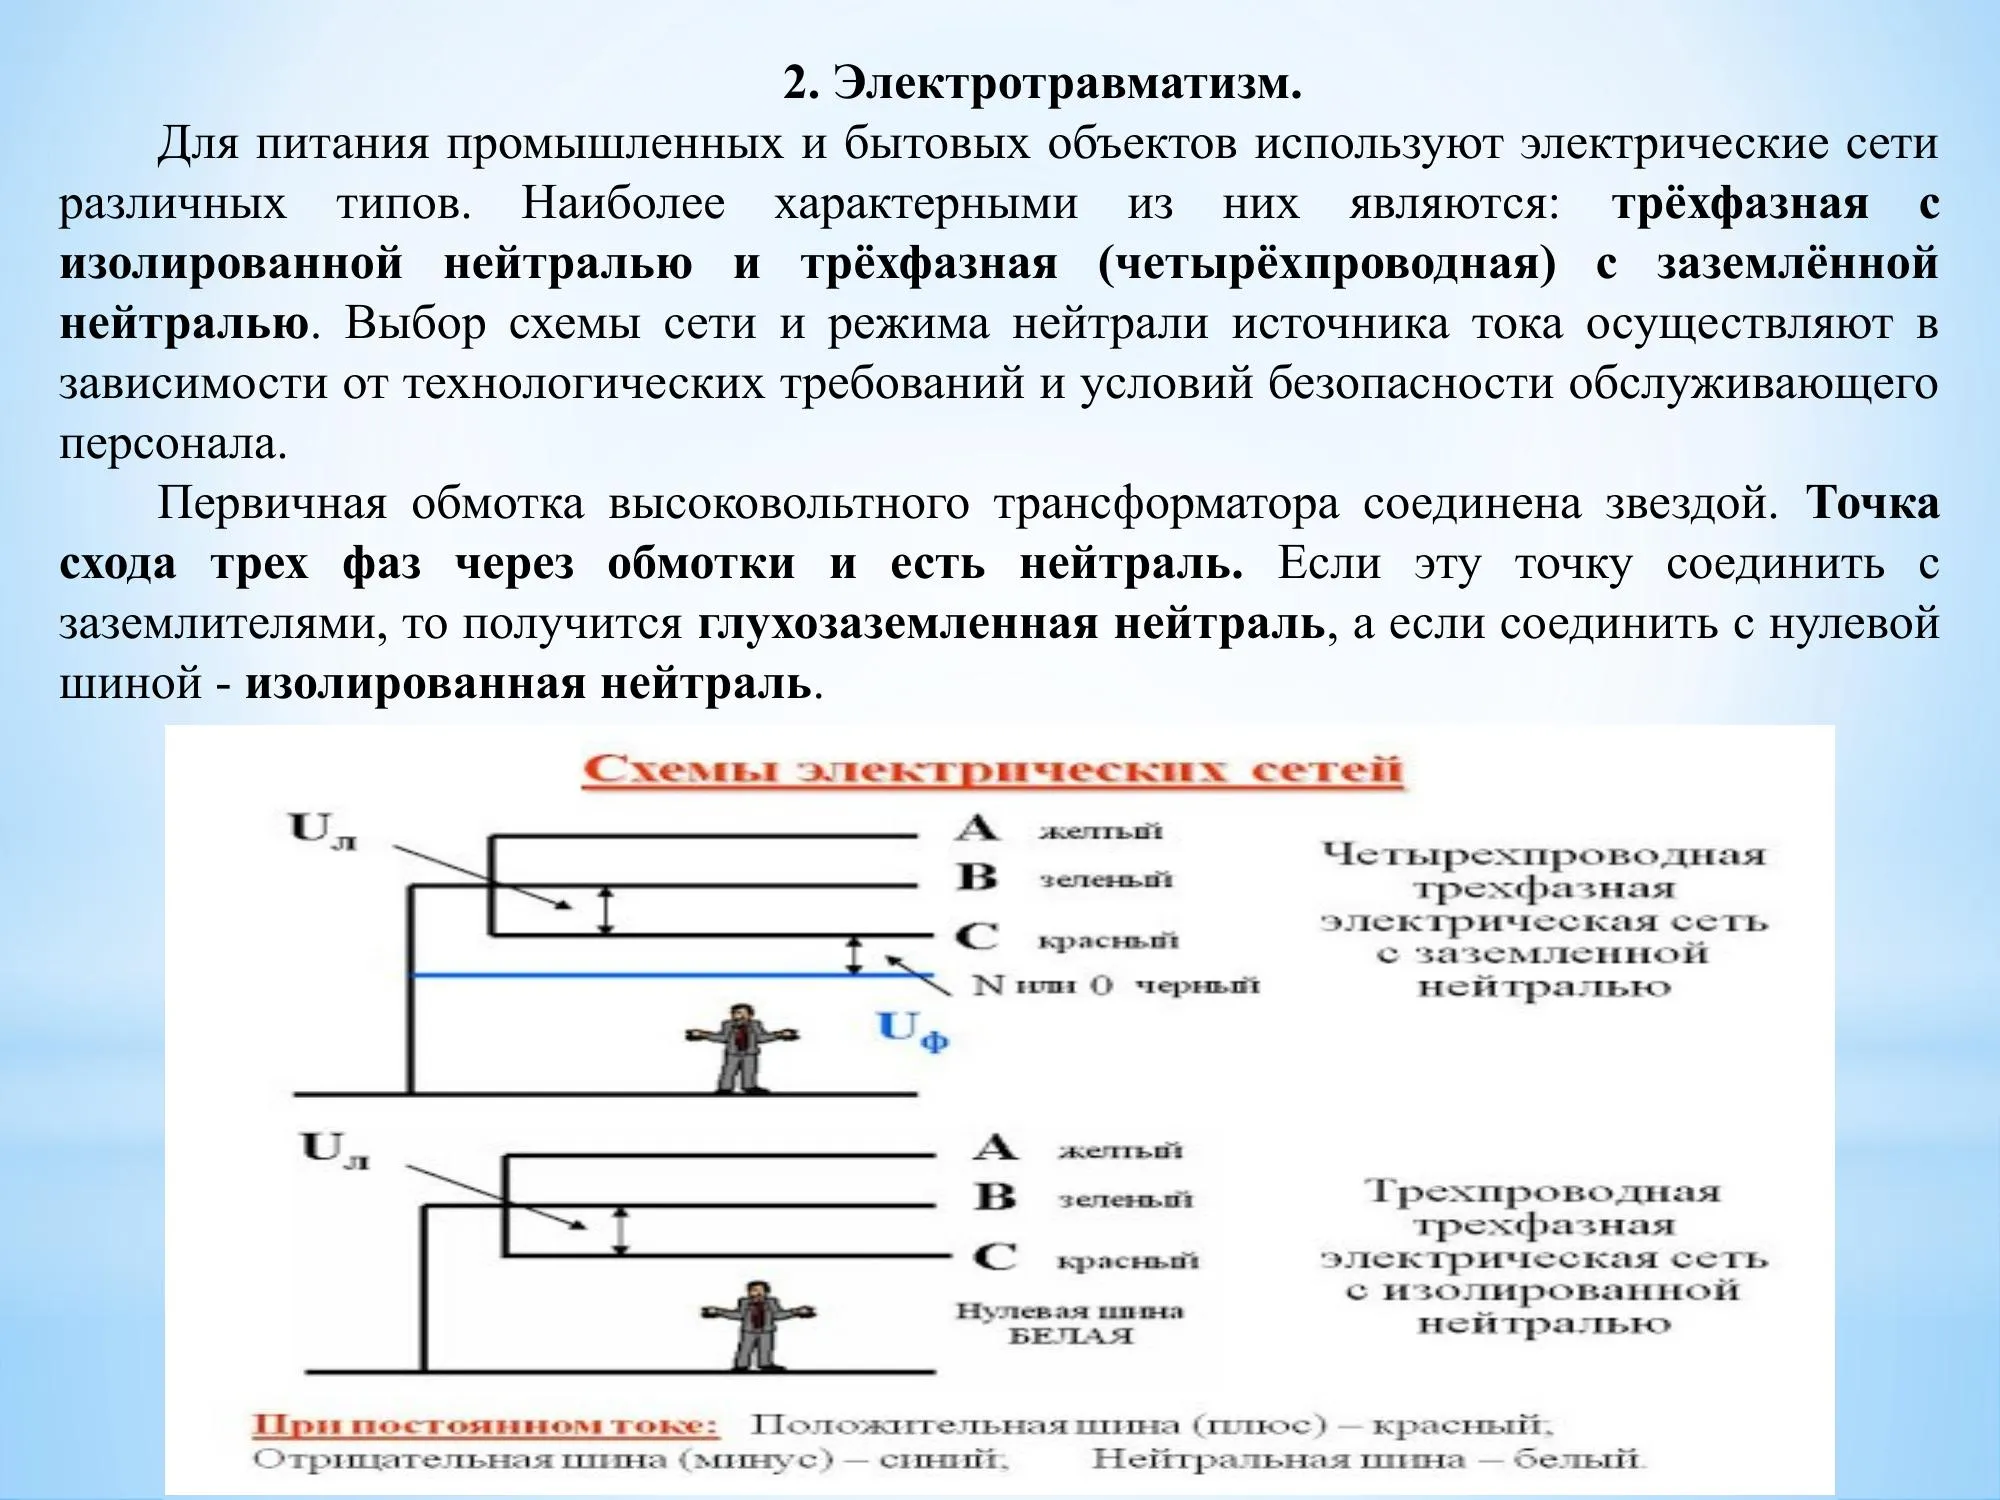 2. Электротравматизм.
Для питания промышленных и бытовых объектов используют электрические сети
различных типов. Наиболее характерными из них являются: трёхфазная с
изолированной нейтралью и трёхфазная (четырёхпроводная) с заземлённой
нейтралью. Выбор схемы сети и режима нейтрали источника тока осуществляют в
зависимости от технологических требований и условий безопасности обслуживающего
персонала.
Первичная обмотка высоковольтного трансформатора соединена звездой. Точка
схода трех фаз через обмотки и есть нейтраль. Если эту точку соединить с
заземлителями, то получится глухозаземленная нейтраль, а если соединить с нулевой
шиной - изолированная нейтраль.
Схемы электрических сетей
Uл
A желтый
B зеленый
C красный
N или 0 черный
Uф
Четырехпроводная
трехфазная
электрическая сеть
с заземленной
нейтралью
Uл
A желтый
B зеленый
C красный
Нулевая шина
БЕЛАЯ
Трехпроводная
трехфазная
электрическая сеть
с изолированной
нейтралью
При постоянном токе: Положительная шина (плюс) – красный;
Отрицательная шина (минус) – синий; Нейтральная шина – белый.